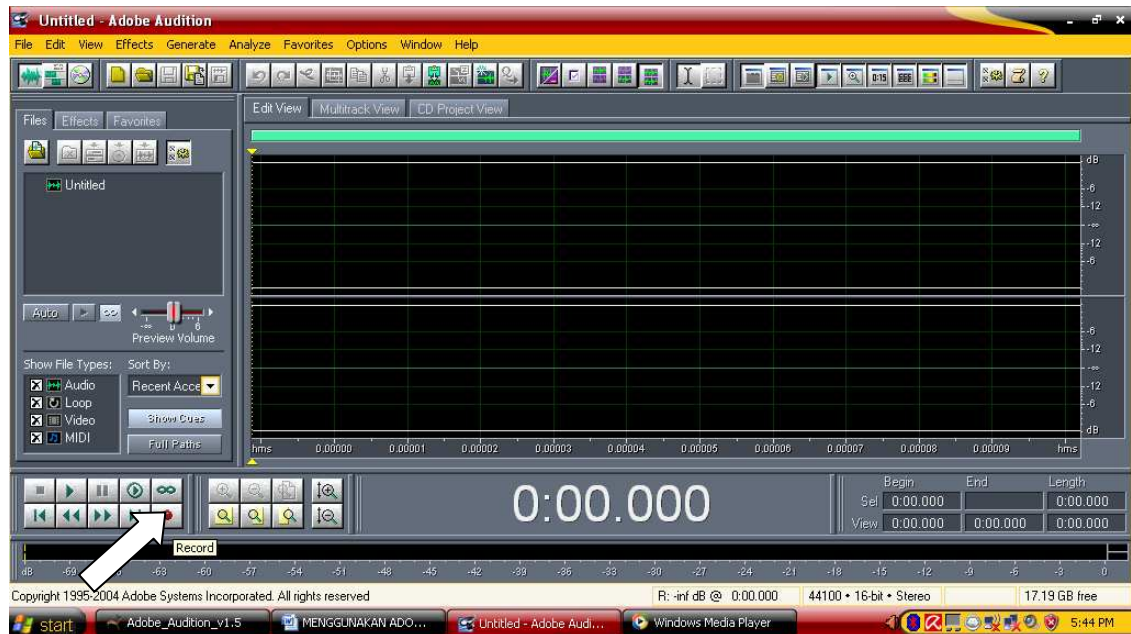 Untitled - Adobe Audition
File Edit View Effects Generate Analyze Favorites Options Window Help
0:15
Files Effects Favorites
Edit View Multitrack View CD Project View
Untitled
dB
-6
-12
-∞
-12
-6
-6
-12
-∞
-12
-6
dB
Auto
-∞ 0 6
Preview Volume
Show File Types: Sort By:
Audio Recent Acce
Loop
Video Show Cues
MIDI Full Paths
hms 0.00000 0.00001 0.00002 0.00003 0.00004 0.00005 0.00006 0.00007 0.00008 0.00009 hms
0:00.000
Begin End Length
Sel 0:00.000 0:00.000
View 0:00.000 0:00.000 0:00.000
Record
dB -69 -63 -60 -57 -54 -51 -48 -45 -42 -39 -36 -33 -30 -27 -24 -21 -18 -15 -12 -9 -6 -3 0
Copyright 1995-2004 Adobe Systems Incorporated. All rights reserved R: -inf dB @ 0:00.000 44100 • 16-bit • Stereo 17.19 GB free
start Adobe_Audition_v1.5 MENGGUNAKAN ADO... Untitled - Adobe Audi... Windows Media Player 5:44 PM